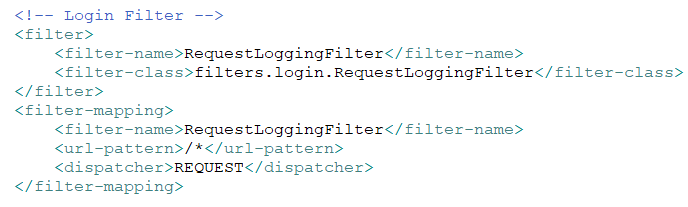 <!-- Login Filter -->
<filter>
    <filter-name>RequestLoggingFilter</filter-name>
    <filter-class>filters.login.RequestLoggingFilter</filter-class>
</filter>
<filter-mapping>
    <filter-name>RequestLoggingFilter</filter-name>
    <url-pattern>/*</url-pattern>
    <dispatcher>REQUEST</dispatcher>
</filter-mapping>